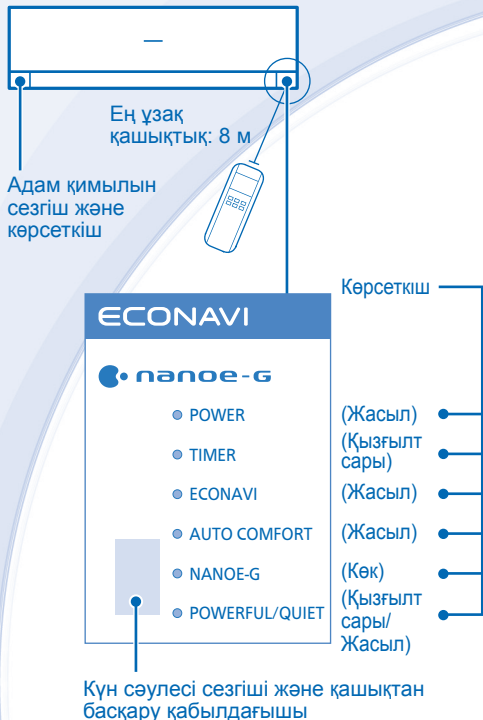 Ең ұзақ
қашықтық: 8 м
Адам қимылын
сезгіш және
көрсеткіш
Көрсеткіш
ECONAVI
nanoe-G
POWER (Жасыл)
TIMER (Қызғылт
сары)
ECONAVI (Жасыл)
AUTO COMFORT (Жасыл)
NANOE-G (Көк)
POWERFUL/QUIET (Қызғылт
сары/
Жасыл)
Күн сәулесі сезгіші және қашықтан
басқару қабылдағышы